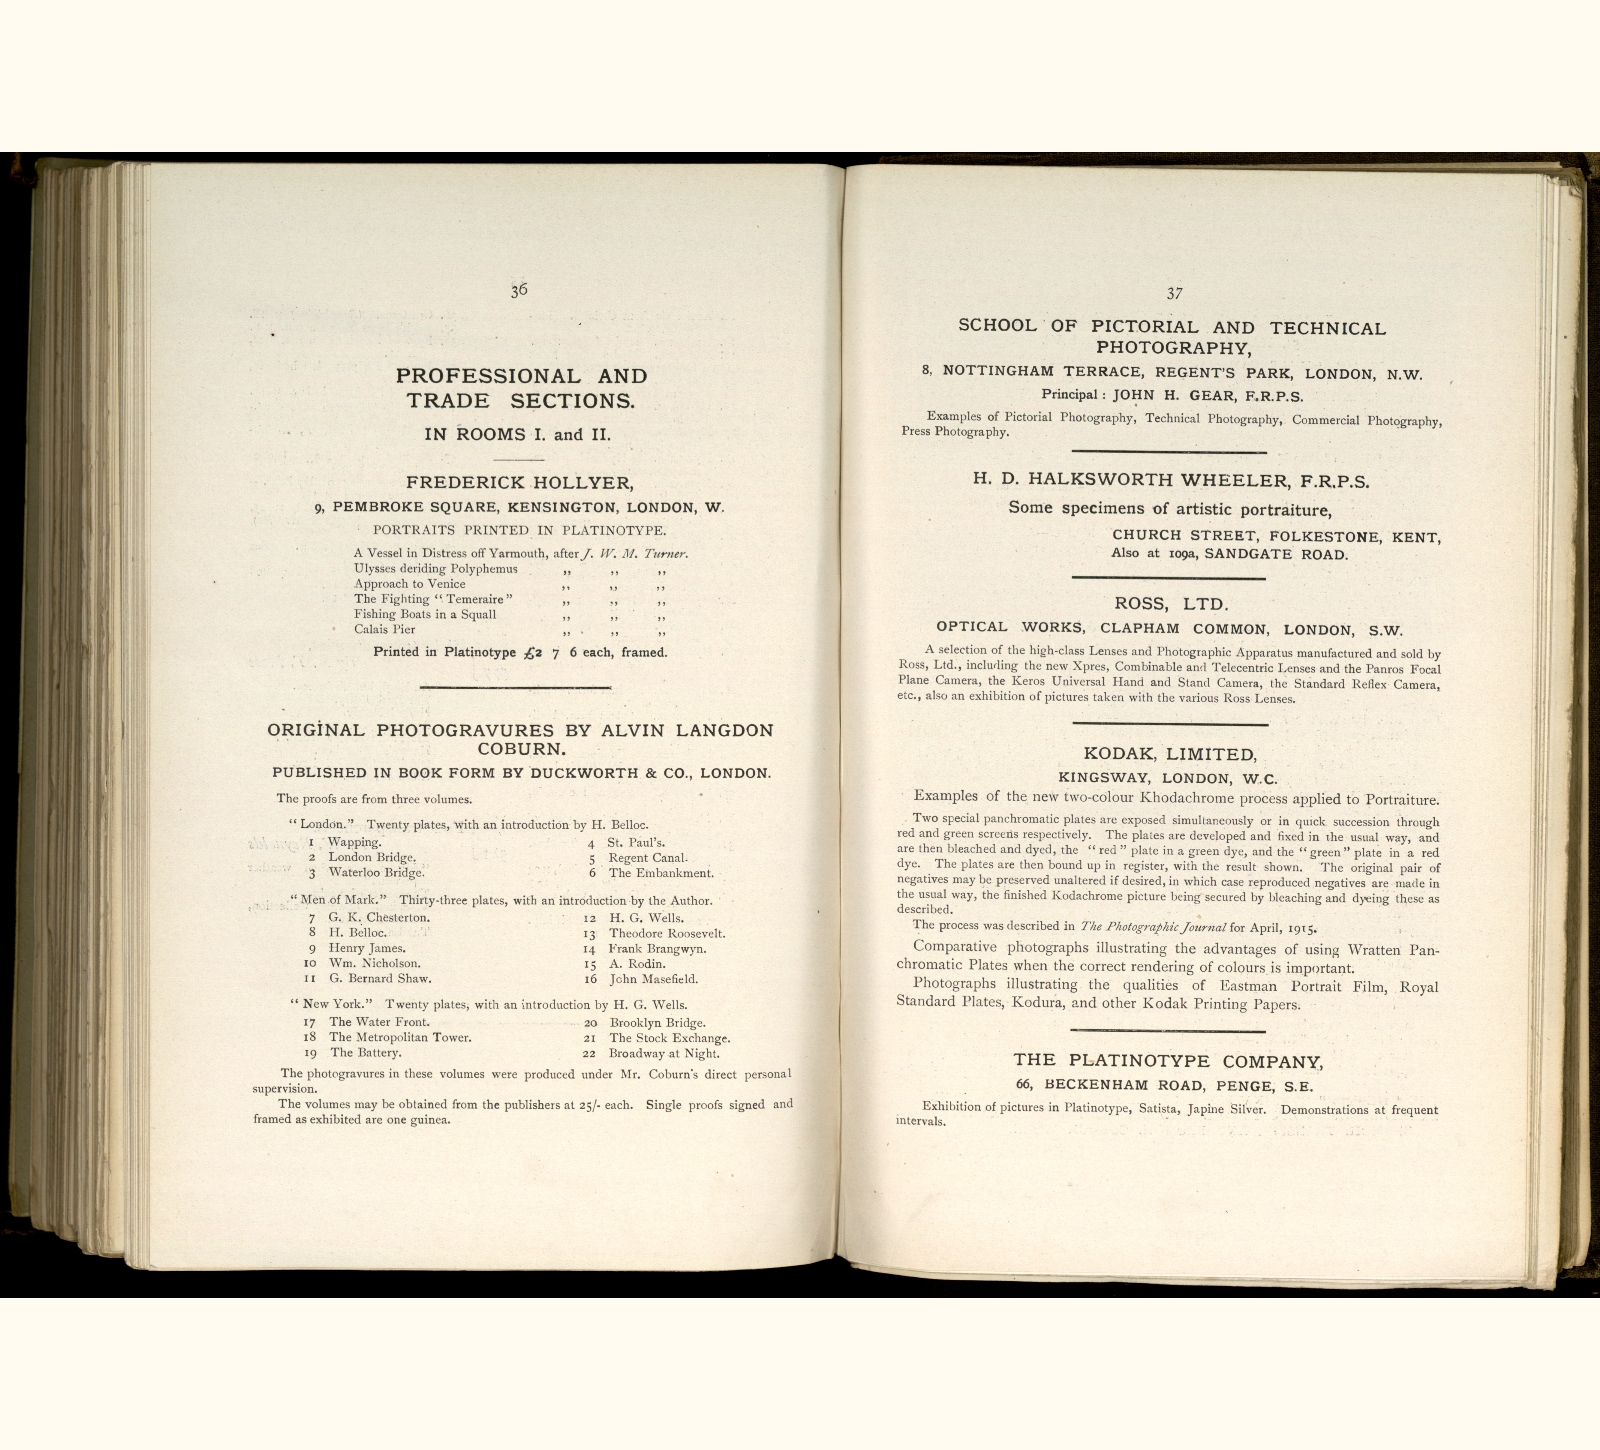 36
PROFESSIONAL AND
TRADE SECTIONS.
IN ROOMS I. and II.
FREDERICK HOLLYER,
9, PEMBROKE SQUARE, KENSINGTON, LONDON, W.
PORTRAITS PRINTED IN PLATINOTYPE.
A Vessel in Distress off Yarmouth, after J. W. M. Turner.
Ulysses deriding Polyphemus ,, ,, ,,
Approach to Venice ,, ,, ,,
The Fighting “Temeraire” ,, ,, ,,
Fishing Boats in a Squall ,, ,, ,,
Calais Pier ,, ,, ,,
Printed in Platinotype £2 7 6 each, framed.
ORIGINAL PHOTOGRAVURES BY ALVIN LANGDON
COBURN.
PUBLISHED IN BOOK FORM BY DUCKWORTH & CO., LONDON.
The proofs are from three volumes.
“London.” Twenty plates, with an introduction by H. Belloc.
1 Wapping. 4 St. Paul's.
2 London Bridge. 5 Regent Canal.
3 Waterloo Bridge. 6 The Embankment.
“Men of Mark.” Thirty-three plates, with an introduction by the Author.
7 G. K. Chesterton. 12 H. G. Wells.
8 H. Belloc. 13 Theodore Roosevelt.
9 Henry James. 14 Frank Brangwyn.
10 Wm. Nicholson. 15 A. Rodin.
11 G. Bernard Shaw. 16 John Masefield.
“New York.” Twenty plates, with an introduction by H. G. Wells.
17 The Water Front. 20 Brooklyn Bridge.
18 The Metropolitan Tower. 21 The Stock Exchange.
19 The Battery. 22 Broadway at Night.
The photogravures in these volumes were produced under Mr. Coburn's direct personal
supervision.
The volumes may be obtained from the publishers at 25/- each. Single proofs signed and
framed as exhibited are one guinea.
37
SCHOOL OF PICTORIAL AND TECHNICAL
PHOTOGRAPHY,
8, NOTTINGHAM TERRACE, REGENT'S PARK, LONDON, N.W.
Principal : JOHN H. GEAR, F.R.P.S.
Examples of Pictorial Photography, Technical Photography, Commercial Photography,
Press Photography.
H. D. HALKSWORTH WHEELER, F.R.P.S.
Some specimens of artistic portraiture,
CHURCH STREET, FOLKESTONE, KENT,
Also at 109a, SANDGATE ROAD.
ROSS, LTD.
OPTICAL WORKS, CLAPHAM COMMON, LONDON, S.W.
A selection of the high-class Lenses and Photographic Apparatus manufactured and sold by
Ross, Ltd., including the new Xpres, Combinable and Telecentric Lenses and the Panros Focal
Plane Camera, the Keros Universal Hand and Stand Camera, the Standard Reflex Camera,
etc., also an exhibition of pictures taken with the various Ross Lenses.
KODAK, LIMITED,
KINGSWAY, LONDON, W.C.
Examples of the new two-colour Khodachrome process applied to Portraiture.
Two special panchromatic plates are exposed simultaneously or in quick succession through
red and green screens respectively. The plates are developed and fixed in the usual way, and
are then bleached and dyed, the “red” plate in a green dye, and the “green” plate in a red
dye. The plates are then bound up in register, with the result shown. The original pair of
negatives may be preserved unaltered if desired, in which case reproduced negatives are made in
the usual way, the finished Kodachrome picture being secured by bleaching and dyeing these as
described.
The process was described in The Photographic Journal for April, 1915.
Comparative photographs illustrating the advantages of using Wratten Pan-
chromatic Plates when the correct rendering of colours is important.
Photographs illustrating the qualities of Eastman Portrait Film, Royal
Standard Plates, Kodura, and other Kodak Printing Papers.
THE PLATINOTYPE COMPANY,
66, BECKENHAM ROAD, PENGE, S.E.
Exhibition of pictures in Platinotype, Satista, Japine Silver. Demonstrations at frequent
intervals.